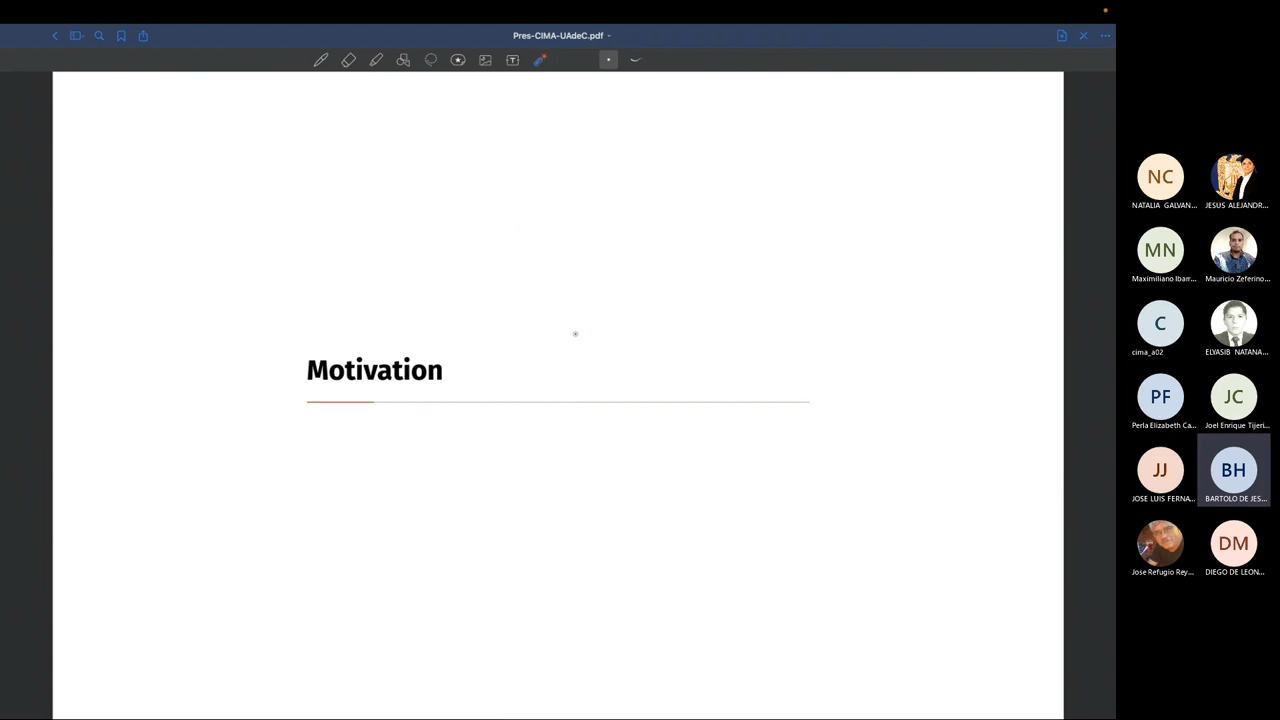 Pres-CIMA-UAdeC.pdf
Motivation
NC
NATALIA GALVAN...
JESUS ALEJANDR...
MN
Maximiliano Ibarr...
Mauricio Zeferino...
C
cima_a02
ELYASIB NATANA...
PF
Perla Elizabeth Ca...
JC
Joel Enrique Tijeri...
JJ
JOSE LUIS FERNA...
BH
BARTOLO DE JES...
Jose Refugio Rey...
DM
DIEGO DE LEON...